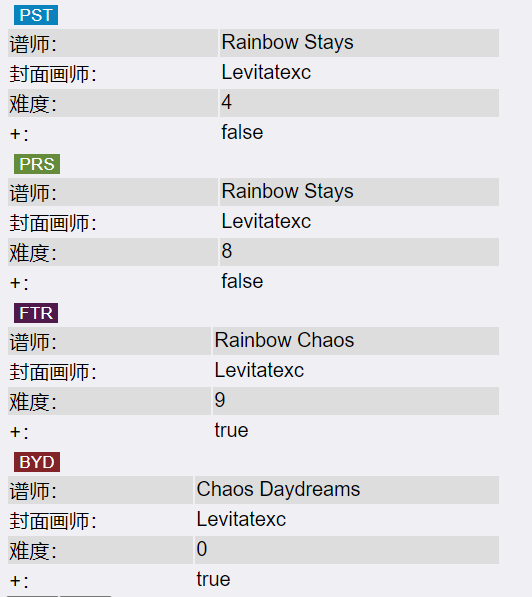 PST
谱师： Rainbow Stays
封面画师： Levitatexc
难度： 4
+： false
PRS
谱师： Rainbow Stays
封面画师： Levitatexc
难度： 8
+： false
FTR
谱师： Rainbow Chaos
封面画师： Levitatexc
难度： 9
+： true
BYD
谱师： Chaos Daydreams
封面画师： Levitatexc
难度： 0
+： true